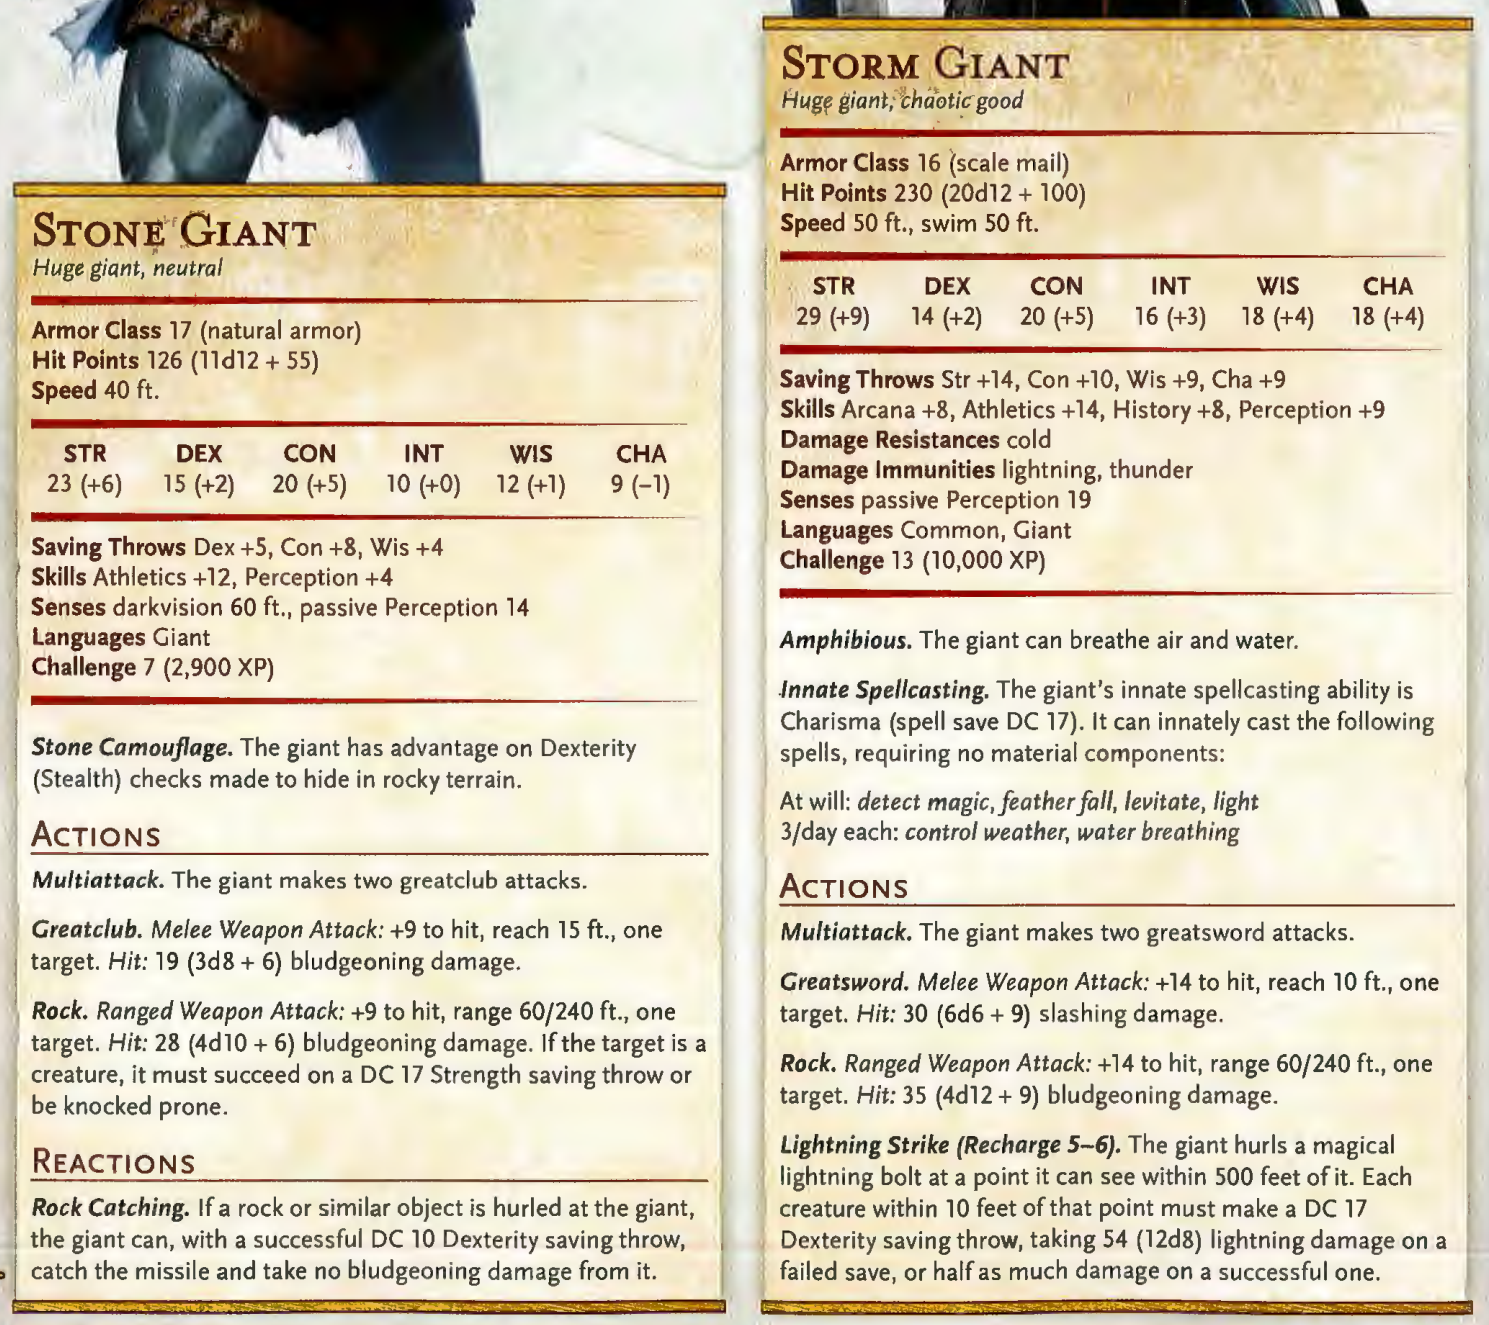 STONE GIANT
Huge giant, neutral
Armor Class 17 (natural armor)
Hit Points 126 (11d12 + 55)
Speed 40 ft.
STR DEX CON INT WIS CHA
23 (+6) 15 (+2) 20 (+5) 10 (+0) 12 (+1) 9 (−1)
Saving Throws Dex +5, Con +8, Wis +4
Skills Athletics +12, Perception +4
Senses darkvision 60 ft., passive Perception 14
Languages Giant
Challenge 7 (2,900 XP)
Stone Camouflage. The giant has advantage on Dexterity
(Stealth) checks made to hide in rocky terrain.
ACTIONS
Multiattack. The giant makes two greatclub attacks.
Greatclub. Melee Weapon Attack: +9 to hit, reach 15 ft., one
target. Hit: 19 (3d8 + 6) bludgeoning damage.
Rock. Ranged Weapon Attack: +9 to hit, range 60/240 ft., one
target. Hit: 28 (4d10 + 6) bludgeoning damage. If the target is a
creature, it must succeed on a DC 17 Strength saving throw or
be knocked prone.
REACTIONS
Rock Catching. If a rock or similar object is hurled at the giant,
the giant can, with a successful DC 10 Dexterity saving throw,
catch the missile and take no bludgeoning damage from it.
STORM GIANT
Huge giant, chaotic good
Armor Class 16 (scale mail)
Hit Points 230 (20d12 + 100)
Speed 50 ft., swim 50 ft.
STR DEX CON INT WIS CHA
29 (+9) 14 (+2) 20 (+5) 16 (+3) 18 (+4) 18 (+4)
Saving Throws Str +14, Con +10, Wis +9, Cha +9
Skills Arcana +8, Athletics +14, History +8, Perception +9
Damage Resistances cold
Damage Immunities lightning, thunder
Senses passive Perception 19
Languages Common, Giant
Challenge 13 (10,000 XP)
Amphibious. The giant can breathe air and water.
Innate Spellcasting. The giant's innate spellcasting ability is
Charisma (spell save DC 17). It can innately cast the following
spells, requiring no material components:
At will: detect magic, feather fall, levitate, light
3/day each: control weather, water breathing
ACTIONS
Multiattack. The giant makes two greatsword attacks.
Greatsword. Melee Weapon Attack: +14 to hit, reach 10 ft., one
target. Hit: 30 (6d6 + 9) slashing damage.
Rock. Ranged Weapon Attack: +14 to hit, range 60/240 ft., one
target. Hit: 35 (4d12 + 9) bludgeoning damage.
Lightning Strike (Recharge 5–6). The giant hurls a magical
lightning bolt at a point it can see within 500 feet of it. Each
creature within 10 feet of that point must make a DC 17
Dexterity saving throw, taking 54 (12d8) lightning damage on a
failed save, or half as much damage on a successful one.